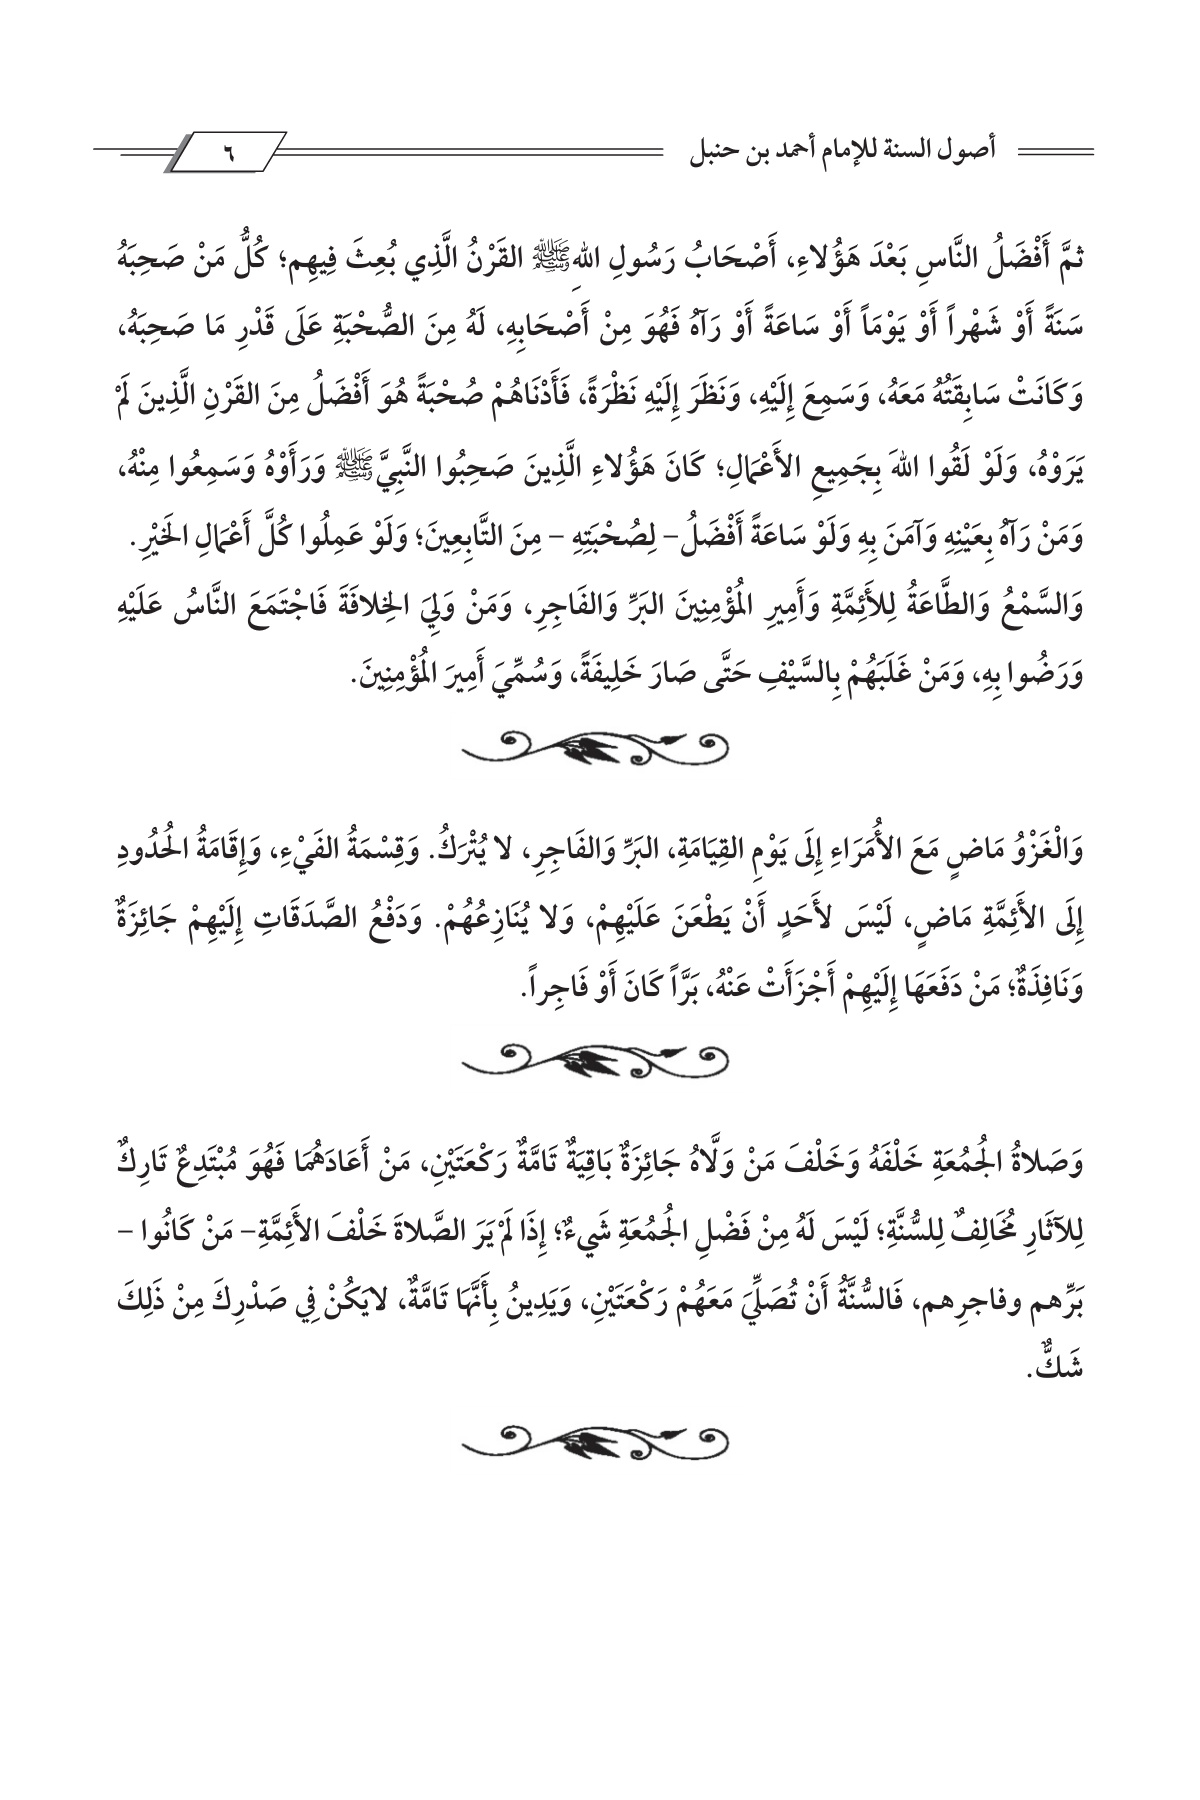 أصول السنة للإمام أحمد بن حنبل
٦
ثمَّ أَفْضَلُ النَّاسِ بَعْدَ هَؤُلاءِ، أَصْحَابُ رَسُولِ اللهِ ﷺ القَرْنُ الَّذِي بُعِثَ فِيهِم؛ كُلُّ مَنْ صَحِبَهُ
سَنَةً أَوْ شَهْراً أَوْ يَوْمَاً أَوْ سَاعَةً أَوْ رَآهُ فَهُوَ مِنْ أَصْحَابِهِ، لَهُ مِنَ الصُّحْبَةِ عَلَى قَدْرِ مَا صَحِبَهُ،
وَكَانَتْ سَابِقَتُهُ مَعَهُ، وَسَمِعَ إِلَيْهِ، وَنَظَرَ إِلَيْهِ نَظْرَةً، فَأَدْنَاهُمْ صُحْبَةً هُوَ أَفْضَلُ مِنَ القَرْنِ الَّذِينَ لَمْ
يَرَوْهُ، وَلَوْ لَقُوا اللهَ بِجَمِيعِ الأَعْمَالِ؛ كَانَ هَؤُلاءِ الَّذِينَ صَحِبُوا النَّبِيَّ ﷺ وَرَأَوْهُ وَسَمِعُوا مِنْهُ،
وَمَنْ رَآهُ بِعَيْنِهِ وَآمَنَ بِهِ وَلَوْ سَاعَةً أَفْضَلُ– لِصُحْبَتِهِ – مِنَ التَّابِعِينَ؛ وَلَوْ عَمِلُوا كُلَّ أَعْمَالِ الخَيْرِ.
وَالسَّمْعُ وَالطَّاعَةُ لِلأَئِمَّةِ وَأَمِيرِ المُؤْمِنِينَ البَرِّ وَالفَاجِرِ، وَمَنْ وَلِيَ الخِلافَةَ فَاجْتَمَعَ النَّاسُ عَلَيْهِ
وَرَضُوا بِهِ، وَمَنْ غَلَبَهُمْ بِالسَّيْفِ حَتَّى صَارَ خَلِيفَةً، وَسُمِّيَ أَمِيرَ المُؤْمِنِينَ.
وَالْغَزْوُ مَاضٍ مَعَ الأُمَرَاءِ إِلَى يَوْمِ القِيَامَةِ، البَرِّ وَالفَاجِرِ، لا يُتْرَكُ. وَقِسْمَةُ الفَيْءِ، وَإِقَامَةُ الحُدُودِ
إِلَى الأَئِمَّةِ مَاضٍ، لَيْسَ لأَحَدٍ أَنْ يَطْعَنَ عَلَيْهِمْ، وَلا يُنَازِعُهُمْ. وَدَفْعُ الصَّدَقَاتِ إِلَيْهِمْ جَائِزَةٌ
وَنَافِذَةٌ؛ مَنْ دَفَعَهَا إِلَيْهِمْ أَجْزَأَتْ عَنْهُ، بَرَّاً كَانَ أَوْ فَاجِراً.
وَصَلاةُ الجُمُعَةِ خَلْفَهُ وَخَلْفَ مَنْ وَلَّاهُ جَائِزَةٌ بَاقِيَةٌ تَامَّةٌ رَكْعَتَيْنِ، مَنْ أَعَادَهُمَا فَهُوَ مُبْتَدِعٌ تَارِكٌ
لِلآثَارِ مُخَالِفٌ لِلسُّنَّةِ؛ لَيْسَ لَهُ مِنْ فَضْلِ الجُمُعَةِ شَيءٌ؛ إِذَا لَمْ يَرَ الصَّلاةَ خَلْفَ الأَئِمَّةِ– مَنْ كَانُوا –
بَرِّهم وفاجرِهم، فَالسُّنَّةُ أَنْ تُصَلِّيَ مَعَهُمْ رَكْعَتَيْنِ، وَيَدِينُ بِأَنَّهَا تَامَّةٌ، لايَكُنْ فِي صَدْرِكَ مِنْ ذَلِكَ
شَكٌّ.